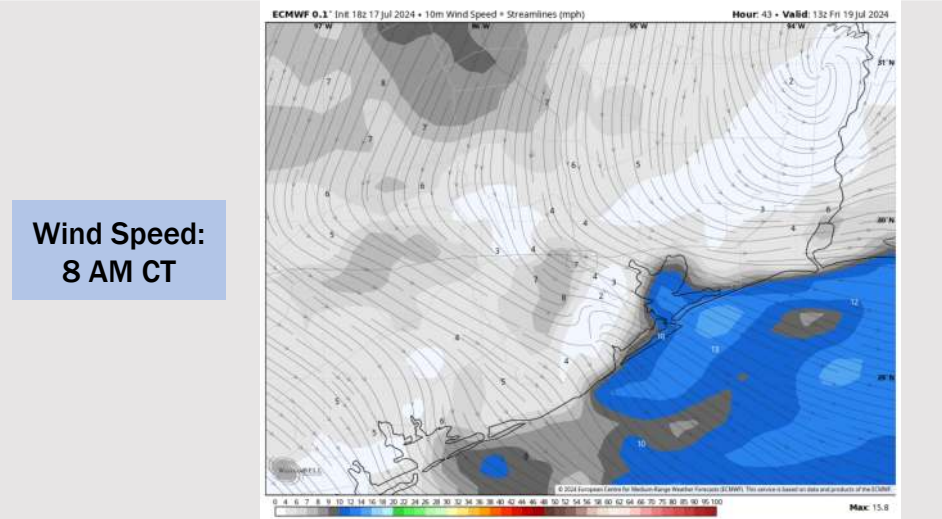 ECMWF 0.1° Init 18z 17 Jul 2024 • 10m Wind Speed + Streamlines (mph)
Hour: 43 • Valid: 13z Fri 19 Jul 2024
97°W 96°W 95°W 94°W
31°N
2
7 8
7
7 7
6 5
6 6
4 3 6
4 4
30°N
5
3 4
7
7 4 3
8 2
12
10
13
4
29°N
5
5
6
5
10
WeatherBELL
© 2024 European Centre for Medium-Range Weather Forecasts (ECMWF). This service is based on data and products of the ECMWF.
0 4 6 7 8 9 10 12 14 16 18 20 22 24 26 28 30 32 34 36 38 40 42 44 46 48 50 52 54 56 58 60 62 64 66 70 75 80 85 90 95 100
Max: 15.8
Wind Speed:
8 AM CT